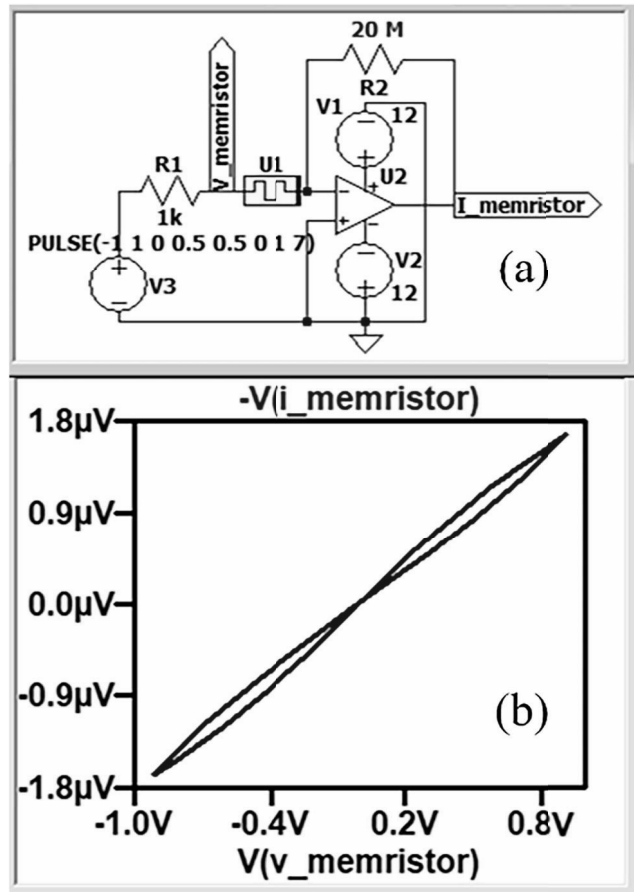 20 M
R2
V1
12
V_memristor
R1
U1
U2
1k
I_memristor
PULSE(-1 1 0 0.5 0.5 0 1 7)
V3
V2
12
(a)
-V(i_memristor)
1.8µV
0.9µV
0.0µV
-0.9µV
-1.8µV
(b)
-1.0V -0.4V 0.2V 0.8V
V(v_memristor)